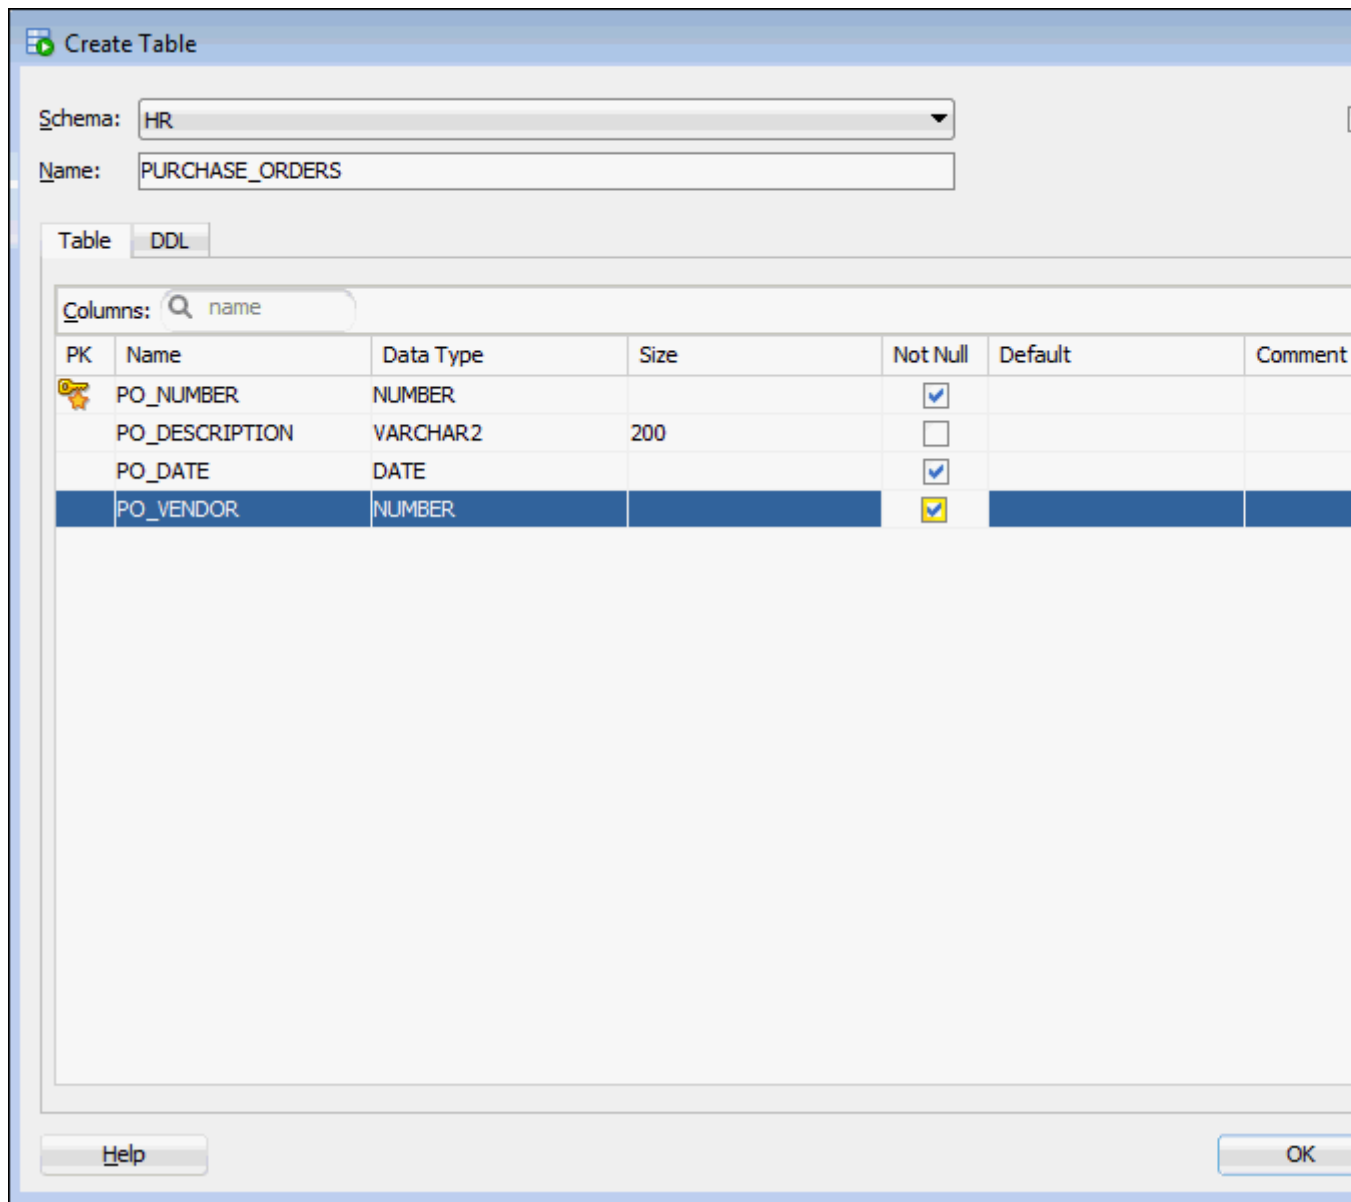 Create Table
Schema: HR
Name: PURCHASE_ORDERS
Table DDL
Columns: name
PK Name Data Type Size Not Null Default Comment
PO_NUMBER NUMBER
PO_DESCRIPTION VARCHAR2 200
PO_DATE DATE
PO_VENDOR NUMBER
Help OK